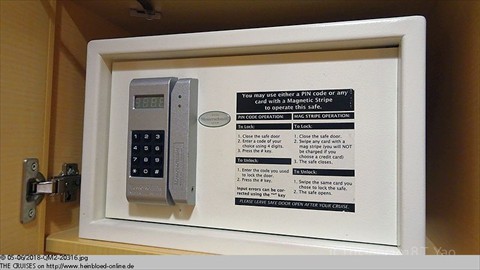 You may use either a PIN code or any
card with a Magnetic Stripe
to operate this safe.
PIN CODE OPERATION
To Lock:
1. Close the safe door.
2. Enter a code of your
choice using 4 digits.
3. Press the # key.
To Unlock:
1. Enter the code you used
to lock the door.
2. Press the # key.
Input errors can be cor-
rected using the "*" key
MAG STRIPE OPERATION
To Lock:
1. Close the safe door.
2. Swipe any card with a
mag stripe (you will NOT
be charged if you
choose a credit card)
3. The safe closes.
To Unlock:
1. Swipe the same card you
chose to lock the safe.
2. The safe opens.
PLEASE LEAVE SAFE DOOR OPEN AFTER YOUR CRUISE.
© 05-06/2018-QM2-20316.jpg
THE CRUISES on http://www.heinbloed-online.de